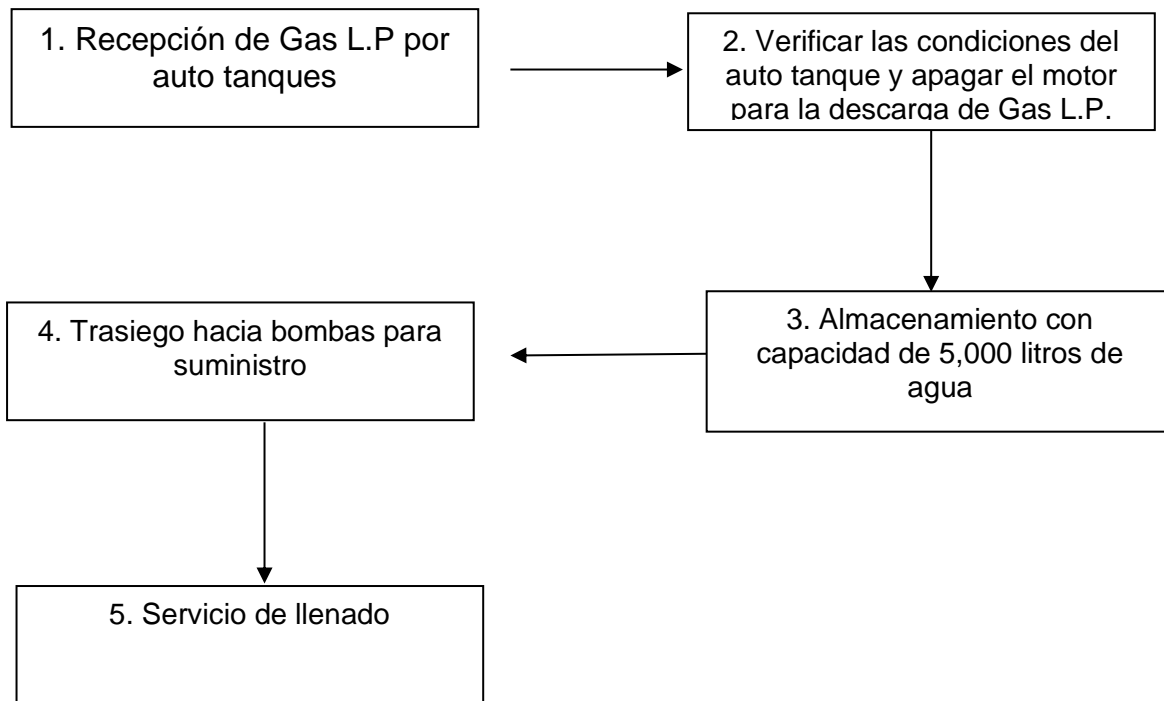 1. Recepción de Gas L.P por
auto tanques
2. Verificar las condiciones del
auto tanque y apagar el motor
para la descarga de Gas L.P.
3. Almacenamiento con
capacidad de 5,000 litros de
agua
4. Trasiego hacia bombas para
suministro
5. Servicio de llenado